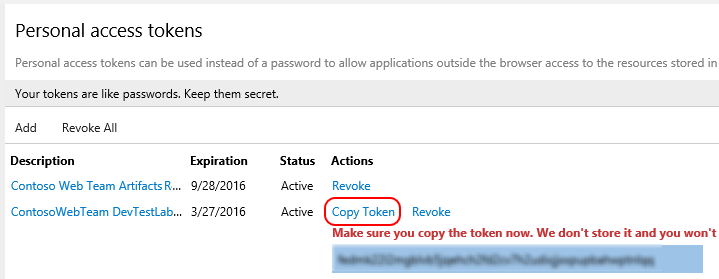 Personal access tokens
Personal access tokens can be used instead of a password to allow applications outside the browser access to the resources stored in
Your tokens are like passwords. Keep them secret.
Add Revoke All
Description Expiration Status Actions
Contoso Web Team Artifacts R... 9/28/2016 Active Revoke
ContosoWebTeam DevTestLab... 3/27/2016 Active Copy Token Revoke
Make sure you copy the token now. We don't store it and you won't